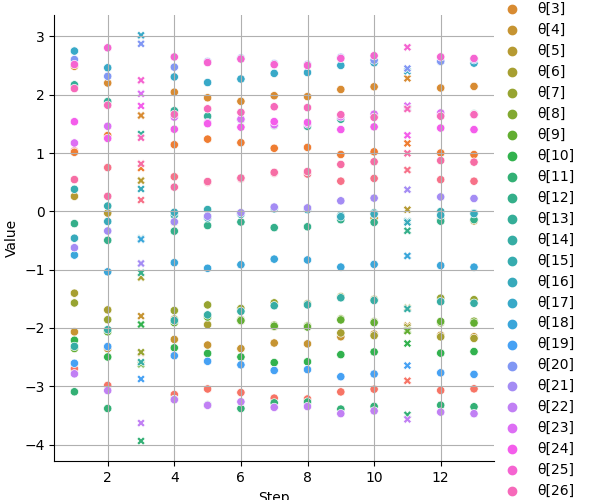 3
2
1
0
−1
−2
−3
−4
Value
2
4
6
8
10
12
Step
θ[3]
θ[4]
θ[5]
θ[6]
θ[7]
θ[8]
θ[9]
θ[10]
θ[11]
θ[12]
θ[13]
θ[14]
θ[15]
θ[16]
θ[17]
θ[18]
θ[19]
θ[20]
θ[21]
θ[22]
θ[23]
θ[24]
θ[25]
θ[26]